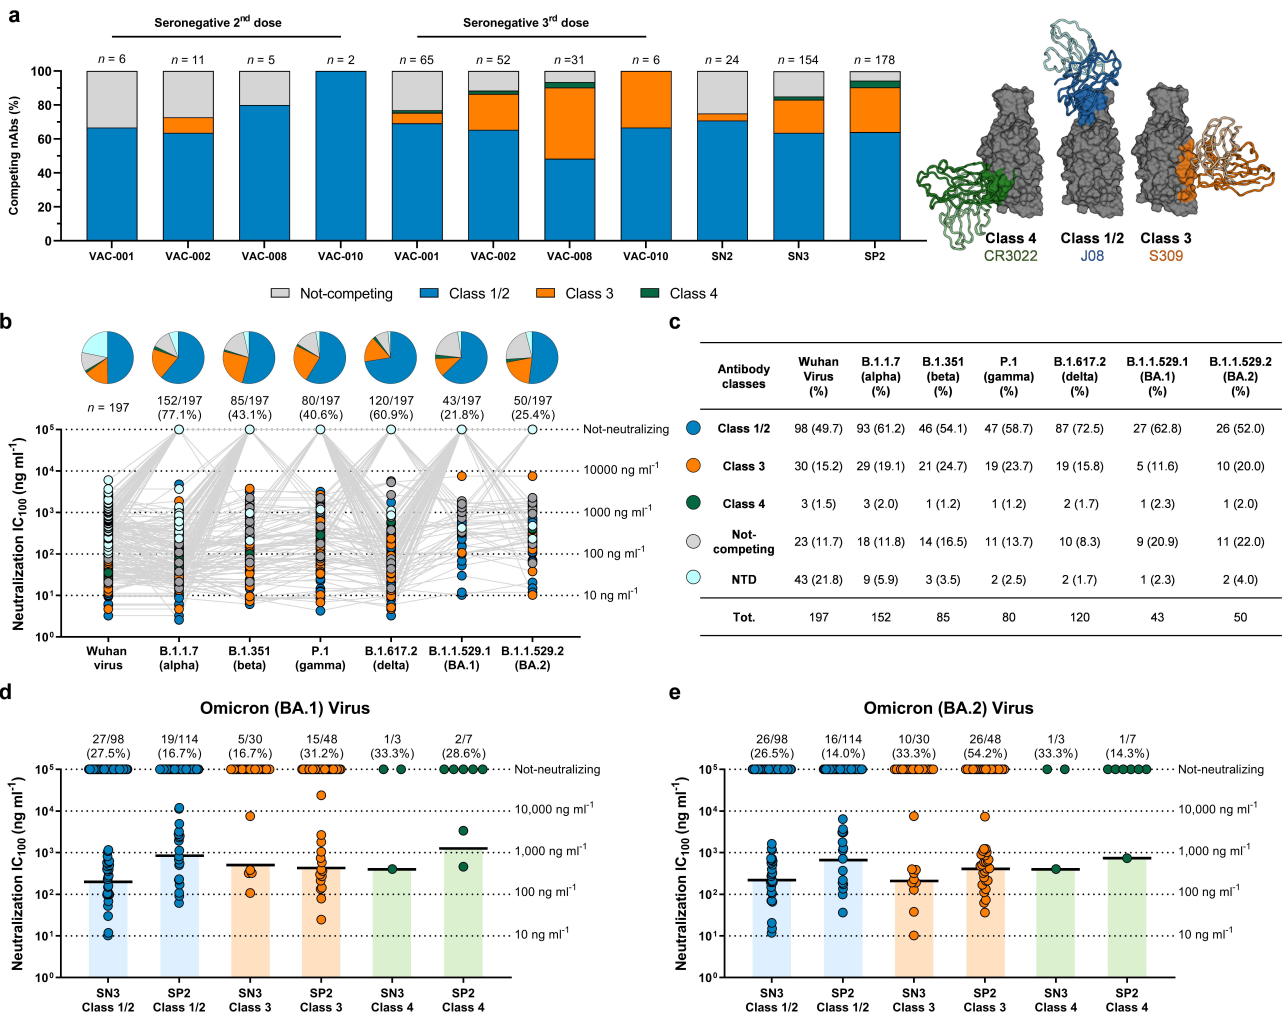 a
Seronegative 2nd dose
Seronegative 3rd dose
n = 6
n = 11
n = 5
n = 2
n = 65
n = 52
n =31
n = 6
n = 24
n = 154
n = 178
Competing nAbs (%)
100
80
60
40
20
0
VAC-001
VAC-002
VAC-008
VAC-010
VAC-001
VAC-002
VAC-008
VAC-010
SN2
SN3
SP2
Class 4
CR3022
Class 1/2
J08
Class 3
S309
Not-competing
Class 1/2
Class 3
Class 4
b
n = 197
152/197
(77.1%)
85/197
(43.1%)
80/197
(40.6%)
120/197
(60.9%)
43/197
(21.8%)
50/197
(25.4%)
Neutralization IC100 (ng ml-1)
10⁵
10⁴
10³
10²
10¹
10⁰
Not-neutralizing
10000 ng ml-1
1000 ng ml-1
100 ng ml-1
10 ng ml-1
Wuhan
virus
B.1.1.7
(alpha)
B.1.351
(beta)
P.1
(gamma)
B.1.617.2
(delta)
B.1.1.529.1
(BA.1)
B.1.1.529.2
(BA.2)
c
Antibody
classes
Wuhan
Virus
(%)
B.1.1.7
(alpha)
(%)
B.1.351
(beta)
(%)
P.1
(gamma)
(%)
B.1.617.2
(delta)
(%)
B.1.1.529.1
(BA.1)
(%)
B.1.1.529.2
(BA.2)
(%)
Class 1/2 98 (49.7) 93 (61.2) 46 (54.1) 47 (58.7) 87 (72.5) 27 (62.8) 26 (52.0)
Class 3 30 (15.2) 29 (19.1) 21 (24.7) 19 (23.7) 19 (15.8) 5 (11.6) 10 (20.0)
Class 4 3 (1.5) 3 (2.0) 1 (1.2) 1 (1.2) 2 (1.7) 1 (2.3) 1 (2.0)
Not-
competing 23 (11.7) 18 (11.8) 14 (16.5) 11 (13.7) 10 (8.3) 9 (20.9) 11 (22.0)
NTD 43 (21.8) 9 (5.9) 3 (3.5) 2 (2.5) 2 (1.7) 1 (2.3) 2 (4.0)
Tot. 197 152 85 80 120 43 50
d
Omicron (BA.1) Virus
27/98
(27.5%)
19/114
(16.7%)
5/30
(16.7%)
15/48
(31.2%)
1/3
(33.3%)
2/7
(28.6%)
Neutralization IC100 (ng ml-1)
10⁵
10⁴
10³
10²
10¹
10⁰
Not-neutralizing
10,000 ng ml-1
1,000 ng ml-1
100 ng ml-1
10 ng ml-1
SN3
Class 1/2
SP2
Class 1/2
SN3
Class 3
SP2
Class 3
SN3
Class 4
SP2
Class 4
e
Omicron (BA.2) Virus
26/98
(26.5%)
16/114
(14.0%)
10/30
(33.3%)
26/48
(54.2%)
1/3
(33.3%)
1/7
(14.3%)
Neutralization IC100 (ng ml-1)
10⁵
10⁴
10³
10²
10¹
10⁰
Not-neutralizing
10,000 ng ml-1
1,000 ng ml-1
100 ng ml-1
10 ng ml-1
SN3
Class 1/2
SP2
Class 1/2
SN3
Class 3
SP2
Class 3
SN3
Class 4
SP2
Class 4